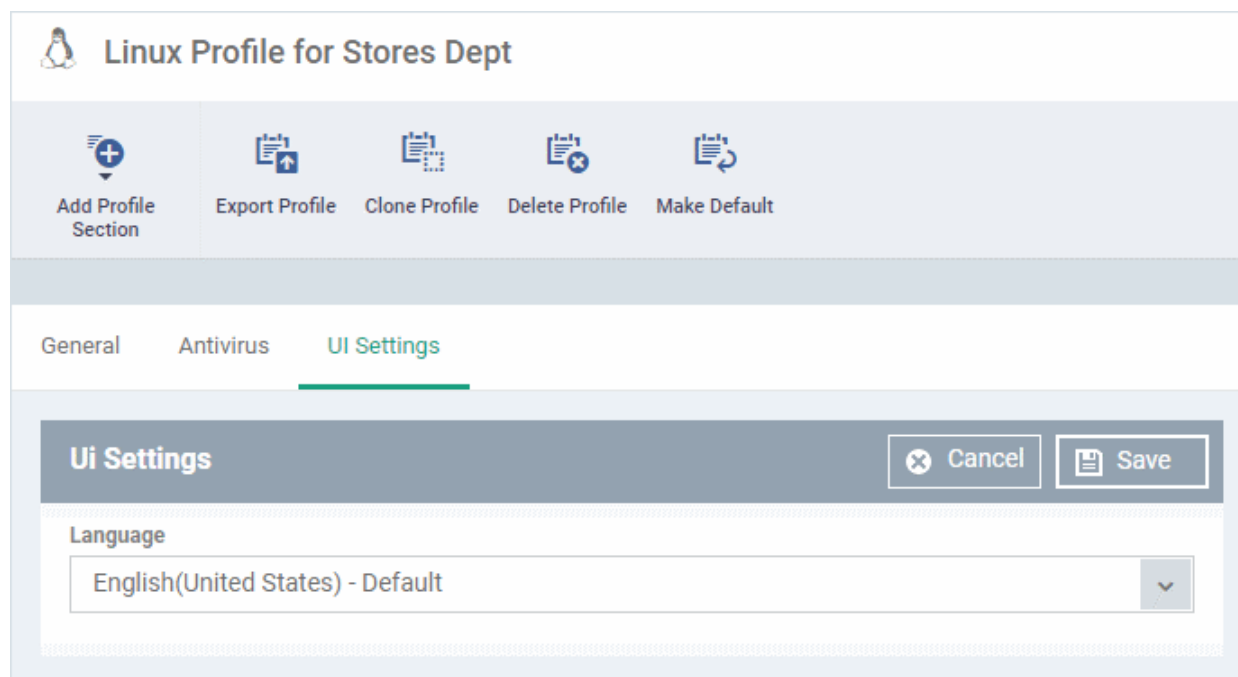 Linux Profile for Stores Dept
Add Profile
Section
Export Profile
Clone Profile
Delete Profile
Make Default
General
Antivirus
UI Settings
Ui Settings
Cancel
Save
Language
English(United States) - Default